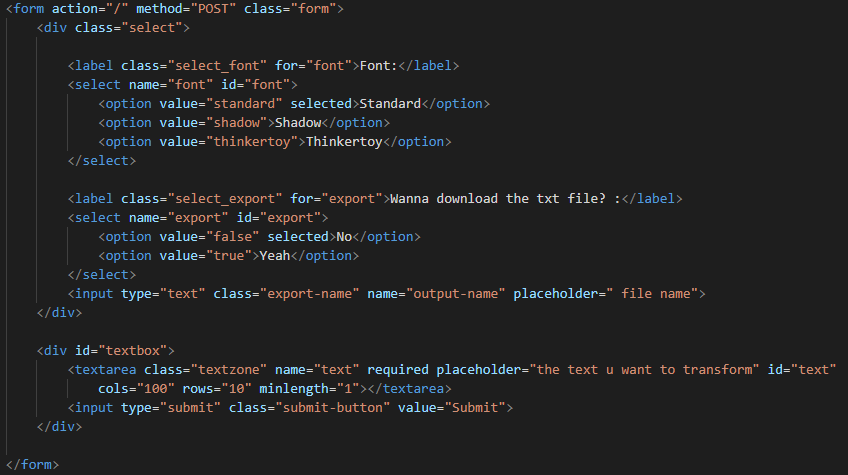 <form action="/" method="POST" class="form">
<div class="select">
<label class="select_font" for="font">Font:</label>
<select name="font" id="font">
<option value="standard" selected>Standard</option>
<option value="shadow">Shadow</option>
<option value="thinkertoy">Thinkertoy</option>
</select>
<label class="select_export" for="export">Wanna download the txt file? :</label>
<select name="export" id="export">
<option value="false" selected>No</option>
<option value="true">Yeah</option>
</select>
<input type="text" class="export-name" name="output-name" placeholder=" file name">
</div>
<div id="textbox">
<textarea class="textzone" name="text" required placeholder="the text u want to transform" id="text"
cols="100" rows="10" minlength="1"></textarea>
<input type="submit" class="submit-button" value="Submit">
</div>
</form>